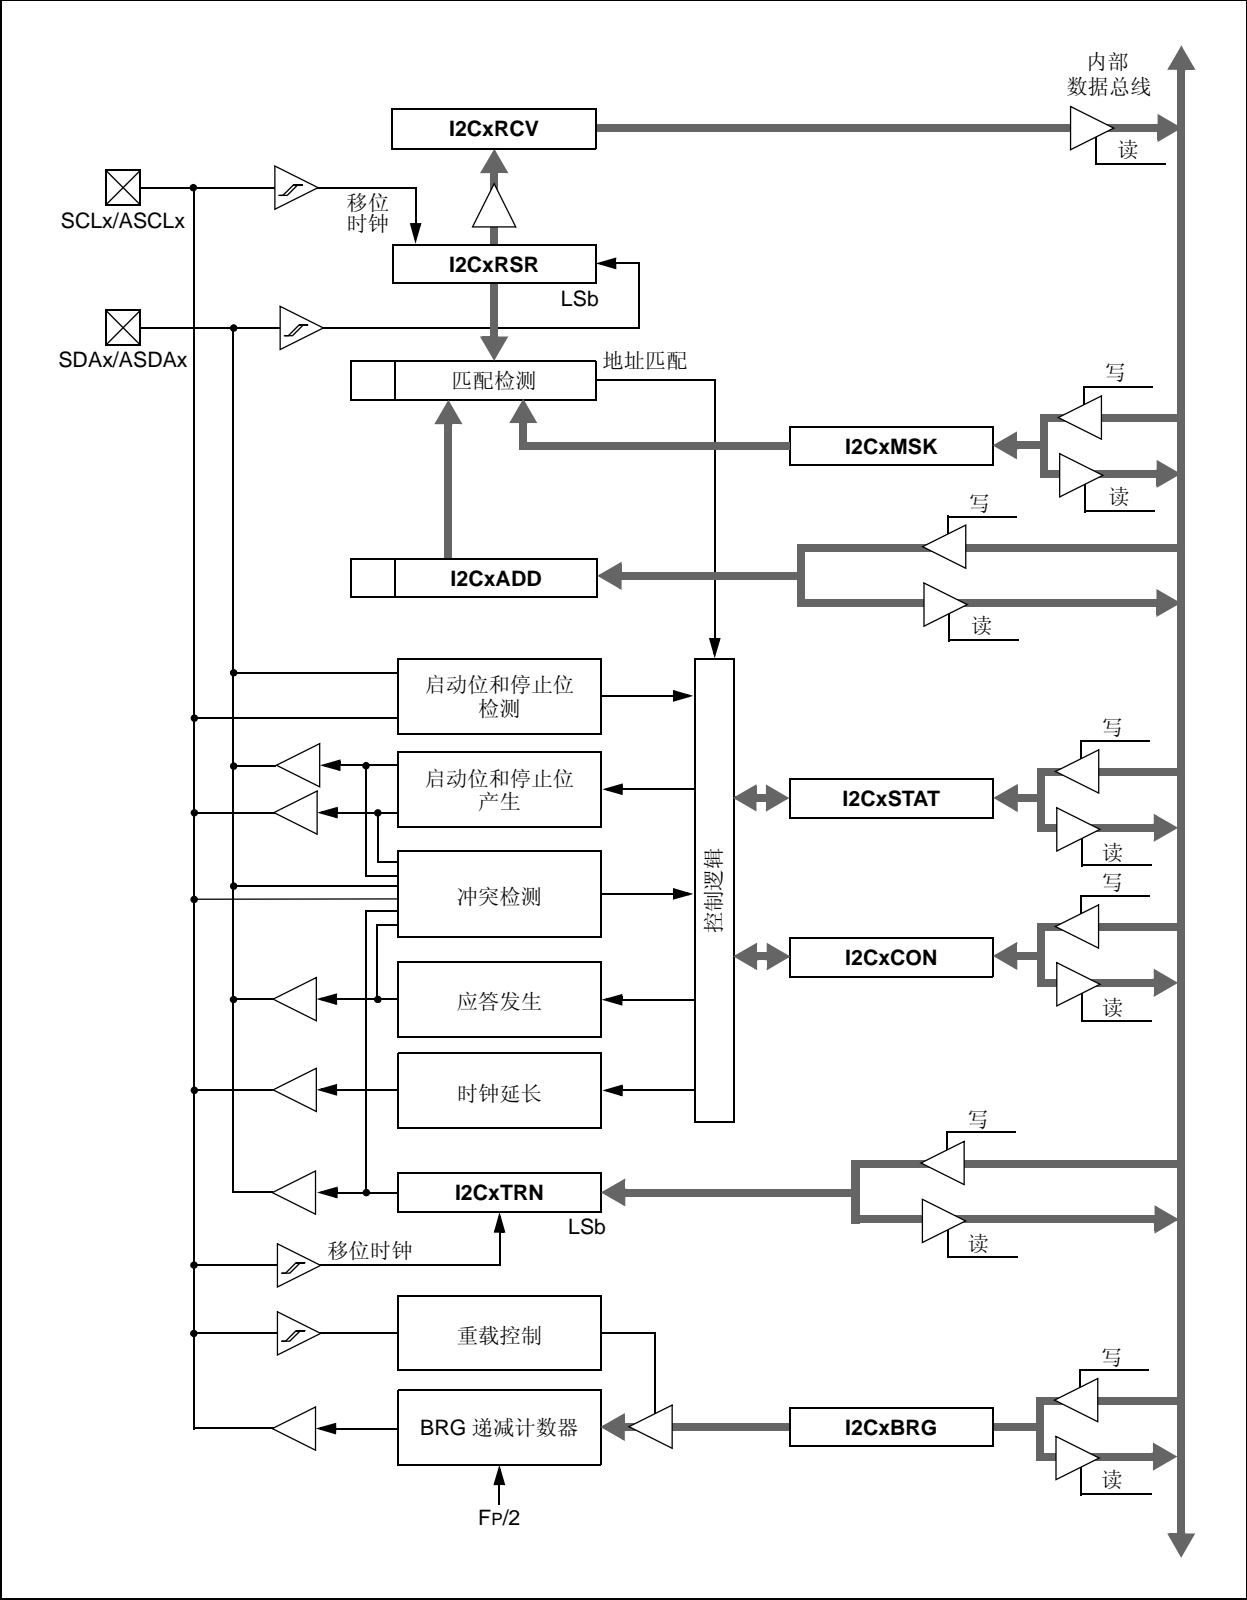 内部
数据总线
I2CxRCV
读
SCLx/ASCLx
移位
时钟
I2CxRSR
LSb
SDAx/ASDAx
地址匹配
匹配检测
写
I2CxMSK
读
写
I2CxADD
读
启动位和停止位
检测
写
启动位和停止位
产生
I2CxSTAT
读
控制逻辑
冲突检测
写
I2CxCON
应答发生
读
时钟延长
写
I2CxTRN
LSb
读
移位时钟
重载控制
写
BRG 递减计数器
I2CxBRG
读
FP/2